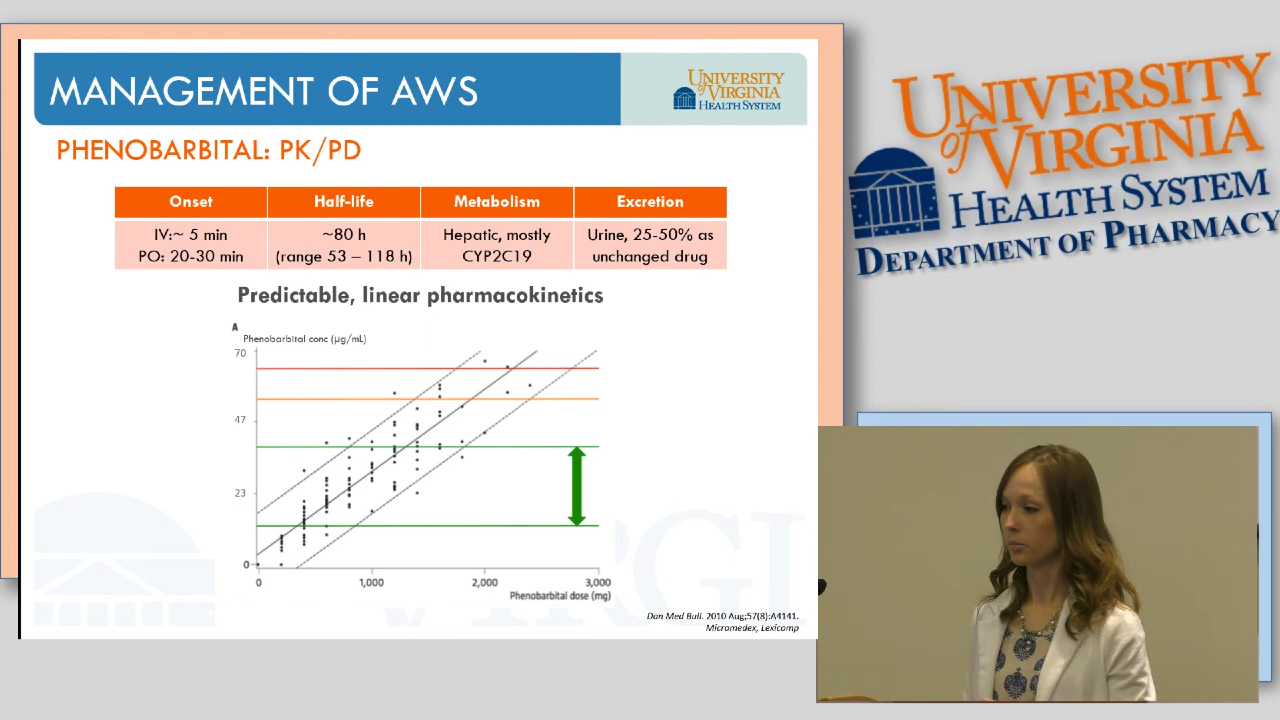 MANAGEMENT OF AWS
UNIVERSITY
of VIRGINIA
HEALTH SYSTEM
PHENOBARBITAL: PK/PD
Onset Half-life Metabolism Excretion
IV:~ 5 min ~80 h Hepatic, mostly Urine, 25-50% as
PO: 20-30 min (range 53 – 118 h) CYP2C19 unchanged drug
Predictable, linear pharmacokinetics
A
Phenobarbital conc (µg/mL)
70
47
23
0
0 1,000 2,000 3,000
Phenobarbital dose (mg)
Dan Med Bull. 2010 Aug;57(8):A4141.
Micromedex, Lexicomp
UNIVERSITY
of VIRGINIA
HEALTH SYSTEM
DEPARTMENT OF PHARMACY